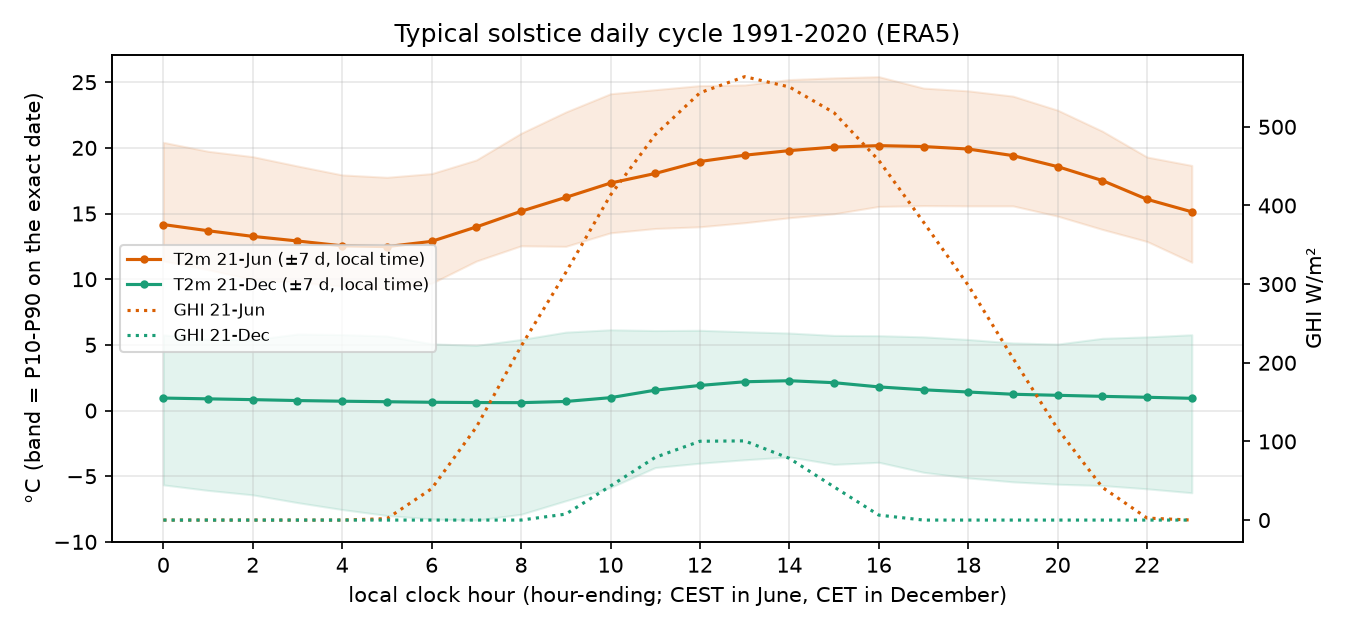 Typical solstice daily cycle 1991-2020 (ERA5)
°C (band = P10-P90 on the exact date)
25
20
15
10
5
0
−5
−10
T2m 21-Jun (±7 d, local time)
T2m 21-Dec (±7 d, local time)
GHI 21-Jun
GHI 21-Dec
500
400
300
200
100
0
GHI W/m²
0 2 4 6 8 10 12 14 16 18 20 22
local clock hour (hour-ending; CEST in June, CET in December)